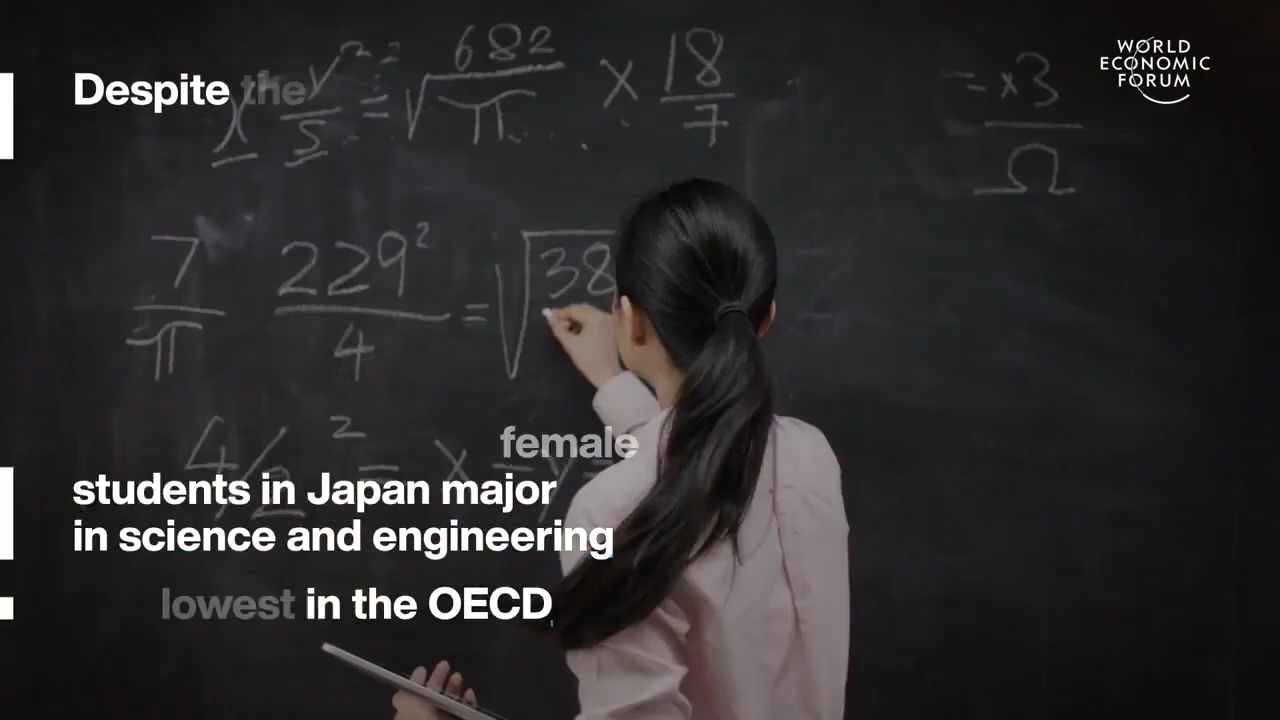 Despite the
WORLD
ECONOMIC
FORUM
682
18
7
= x3
Ω
7
π
229²
4
=
√38
female
students in Japan major
in science and engineering
lowest in the OECD